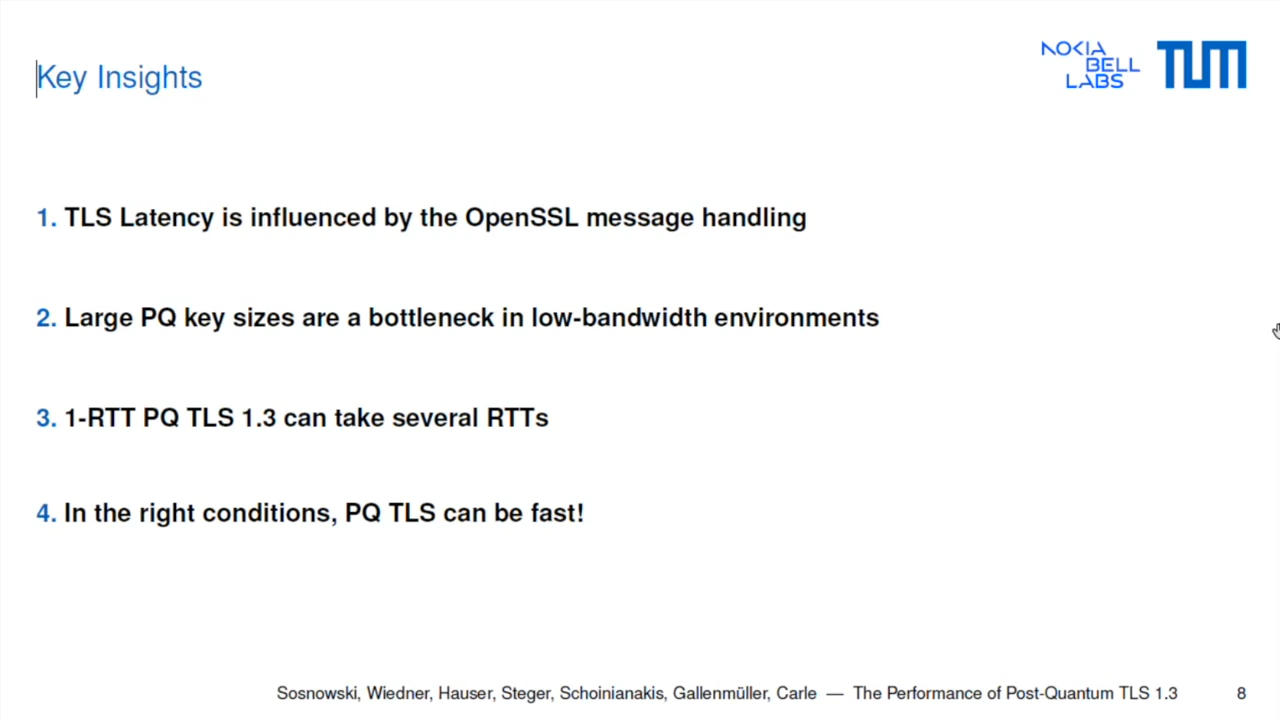 Key Insights
NOKIA
BELL
LABS
TUM
1. TLS Latency is influenced by the OpenSSL message handling
2. Large PQ key sizes are a bottleneck in low-bandwidth environments
3. 1-RTT PQ TLS 1.3 can take several RTTs
4. In the right conditions, PQ TLS can be fast!
Sosnowski, Wiedner, Hauser, Steger, Schoinianakis, Gallenmüller, Carle — The Performance of Post-Quantum TLS 1.3 8